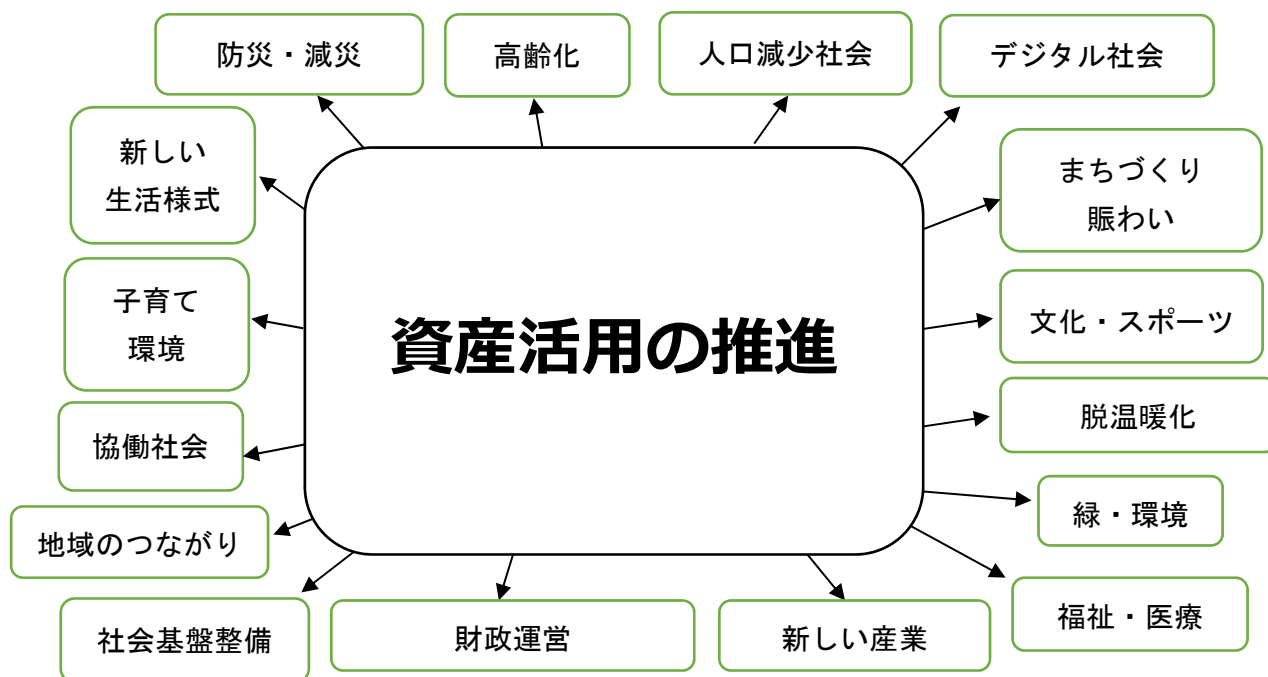 防災・減災
高齢化
人口減少社会
デジタル社会
新しい
生活様式
まちづくり
賑わい
子育て
環境
資産活用の推進
文化・スポーツ
協働社会
脱温暖化
地域のつながり
緑・環境
社会基盤整備
財政運営
新しい産業
福祉・医療